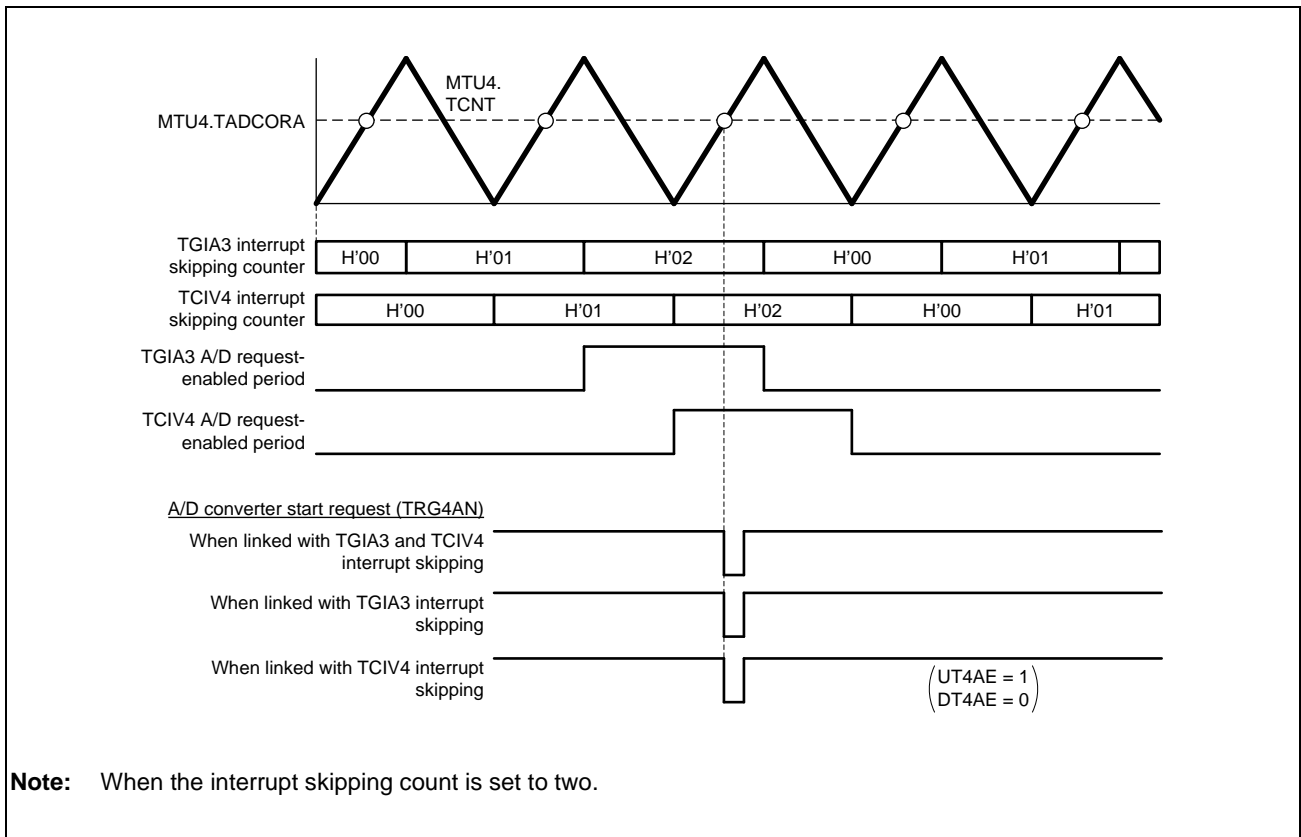 MTU4.
TCNT
MTU4.TADCORA
TGIA3 interrupt
skipping counter
H'00 H'01 H'02 H'00 H'01
TCIV4 interrupt
skipping counter
H'00 H'01 H'02 H'00 H'01
TGIA3 A/D request-
enabled period
TCIV4 A/D request-
enabled period
A/D converter start request (TRG4AN)
When linked with TGIA3 and TCIV4
interrupt skipping
When linked with TGIA3 interrupt
skipping
When linked with TCIV4 interrupt
skipping
UT4AE = 1
DT4AE = 0
Note: When the interrupt skipping count is set to two.